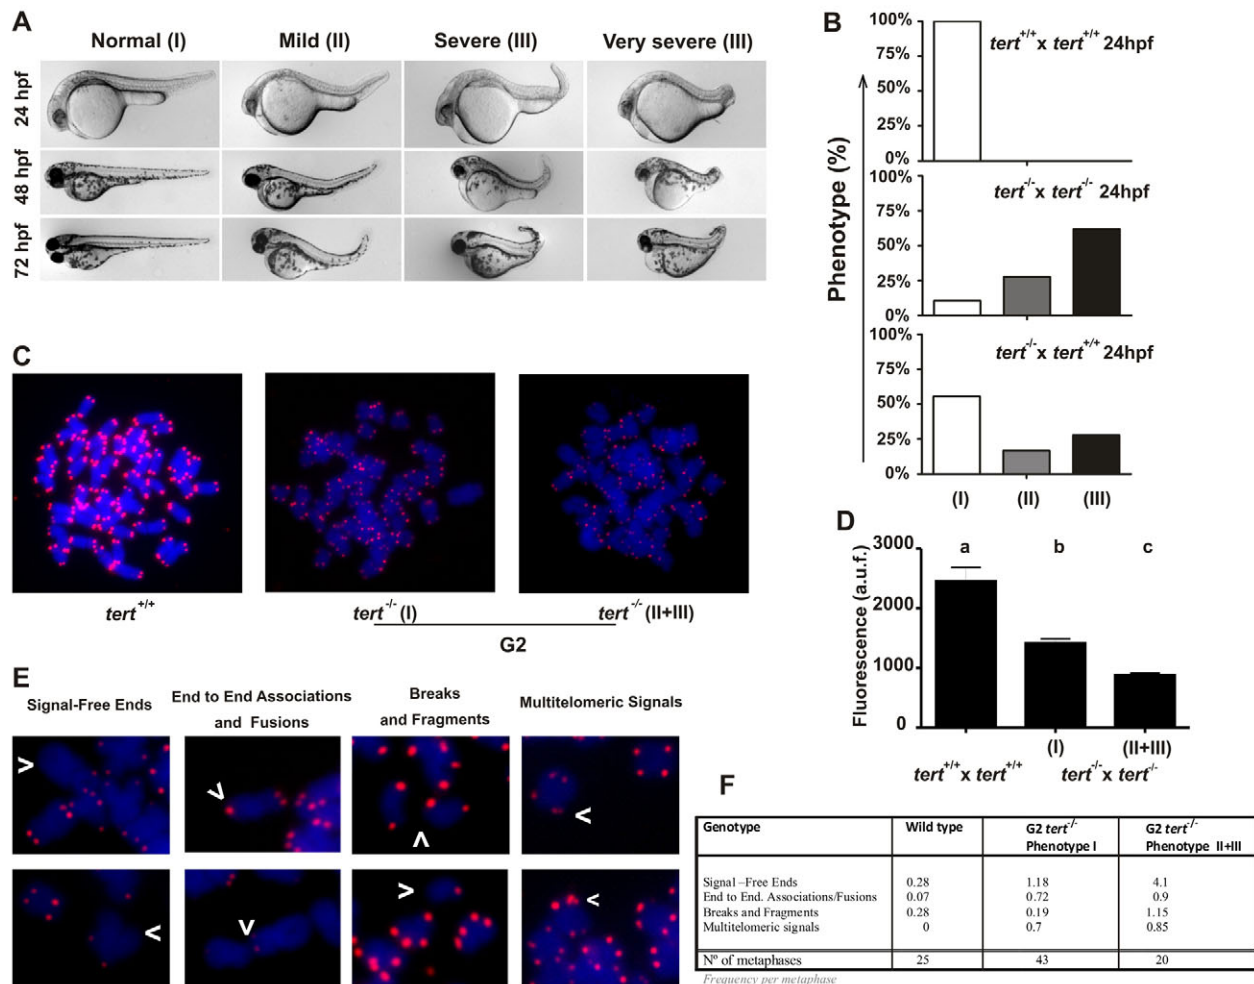 A
Normal (I) Mild (II) Severe (III) Very severe (III)
24 hpf
48 hpf
72 hpf
B
Phenotype (%)
100%
75%
50%
25%
0%
tert+/+ x tert+/+ 24hpf
100%
75%
50%
25%
0%
tert-/- x tert-/- 24hpf
100%
75%
50%
25%
0%
tert-/- x tert+/+ 24hpf
(I) (II) (III)
C
tert+/+ tert-/- (I) tert-/- (II+III)
G2
D
Fluorescence (a.u.f.)
3000
2000
1000
0
a b c
(I) (II+III)
tert+/+ x tert+/+ tert-/- x tert-/-
E
Signal-Free Ends
End to End Associations
and Fusions
Breaks
and Fragments
Multitelomeric Signals
F
Genotype Wild type G2 tert-/- Phenotype I G2 tert-/- Phenotype II+III
Signal –Free Ends 0.28 1.18 4.1
End to End. Associations/Fusions 0.07 0.72 0.9
Breaks and Fragments 0.28 0.19 1.15
Multitelomeric signals 0 0.7 0.85
Nº of metaphases 25 43 20
Frequency per metaphase